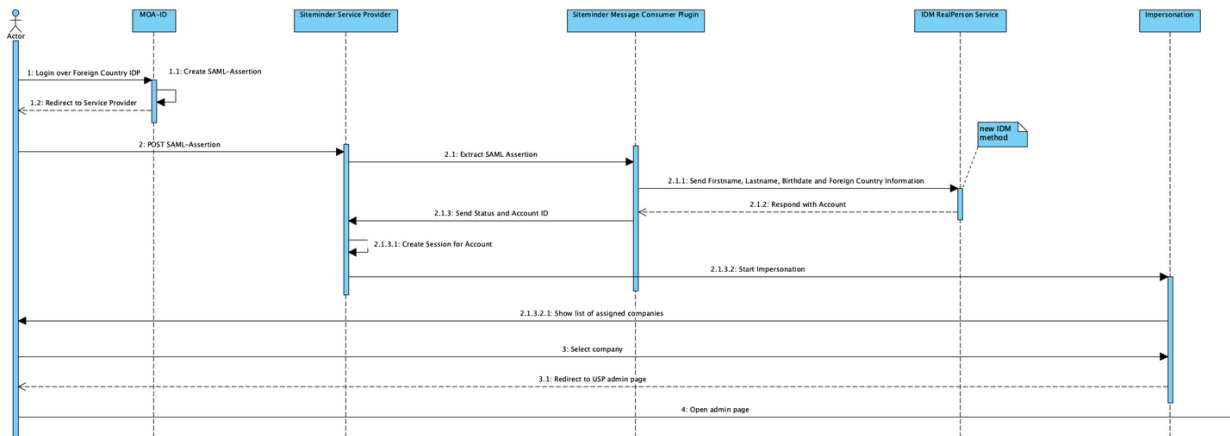 MOA-ID
Siteminder Service Provider
Siteminder Message Consumer Plugin
IDM RealPerson Service
Impersonation
Actor
1: Login over Foreign Country IDP
1.1: Create SAML-Assertion
1.2: Redirect to Service Provider
new IDM
method
2: POST SAML-Assertion
2.1: Extract SAML Assertion
2.1.1: Send Firstname, Lastname, Birthdate and Foreign Country Information
2.1.2: Respond with Account
2.1.3: Send Status and Account ID
2.1.3.1: Create Session for Account
2.1.3.2: Start Impersonation
2.1.3.2.1: Show list of assigned companies
3: Select company
3.1: Redirect to USP admin page
4: Open admin page